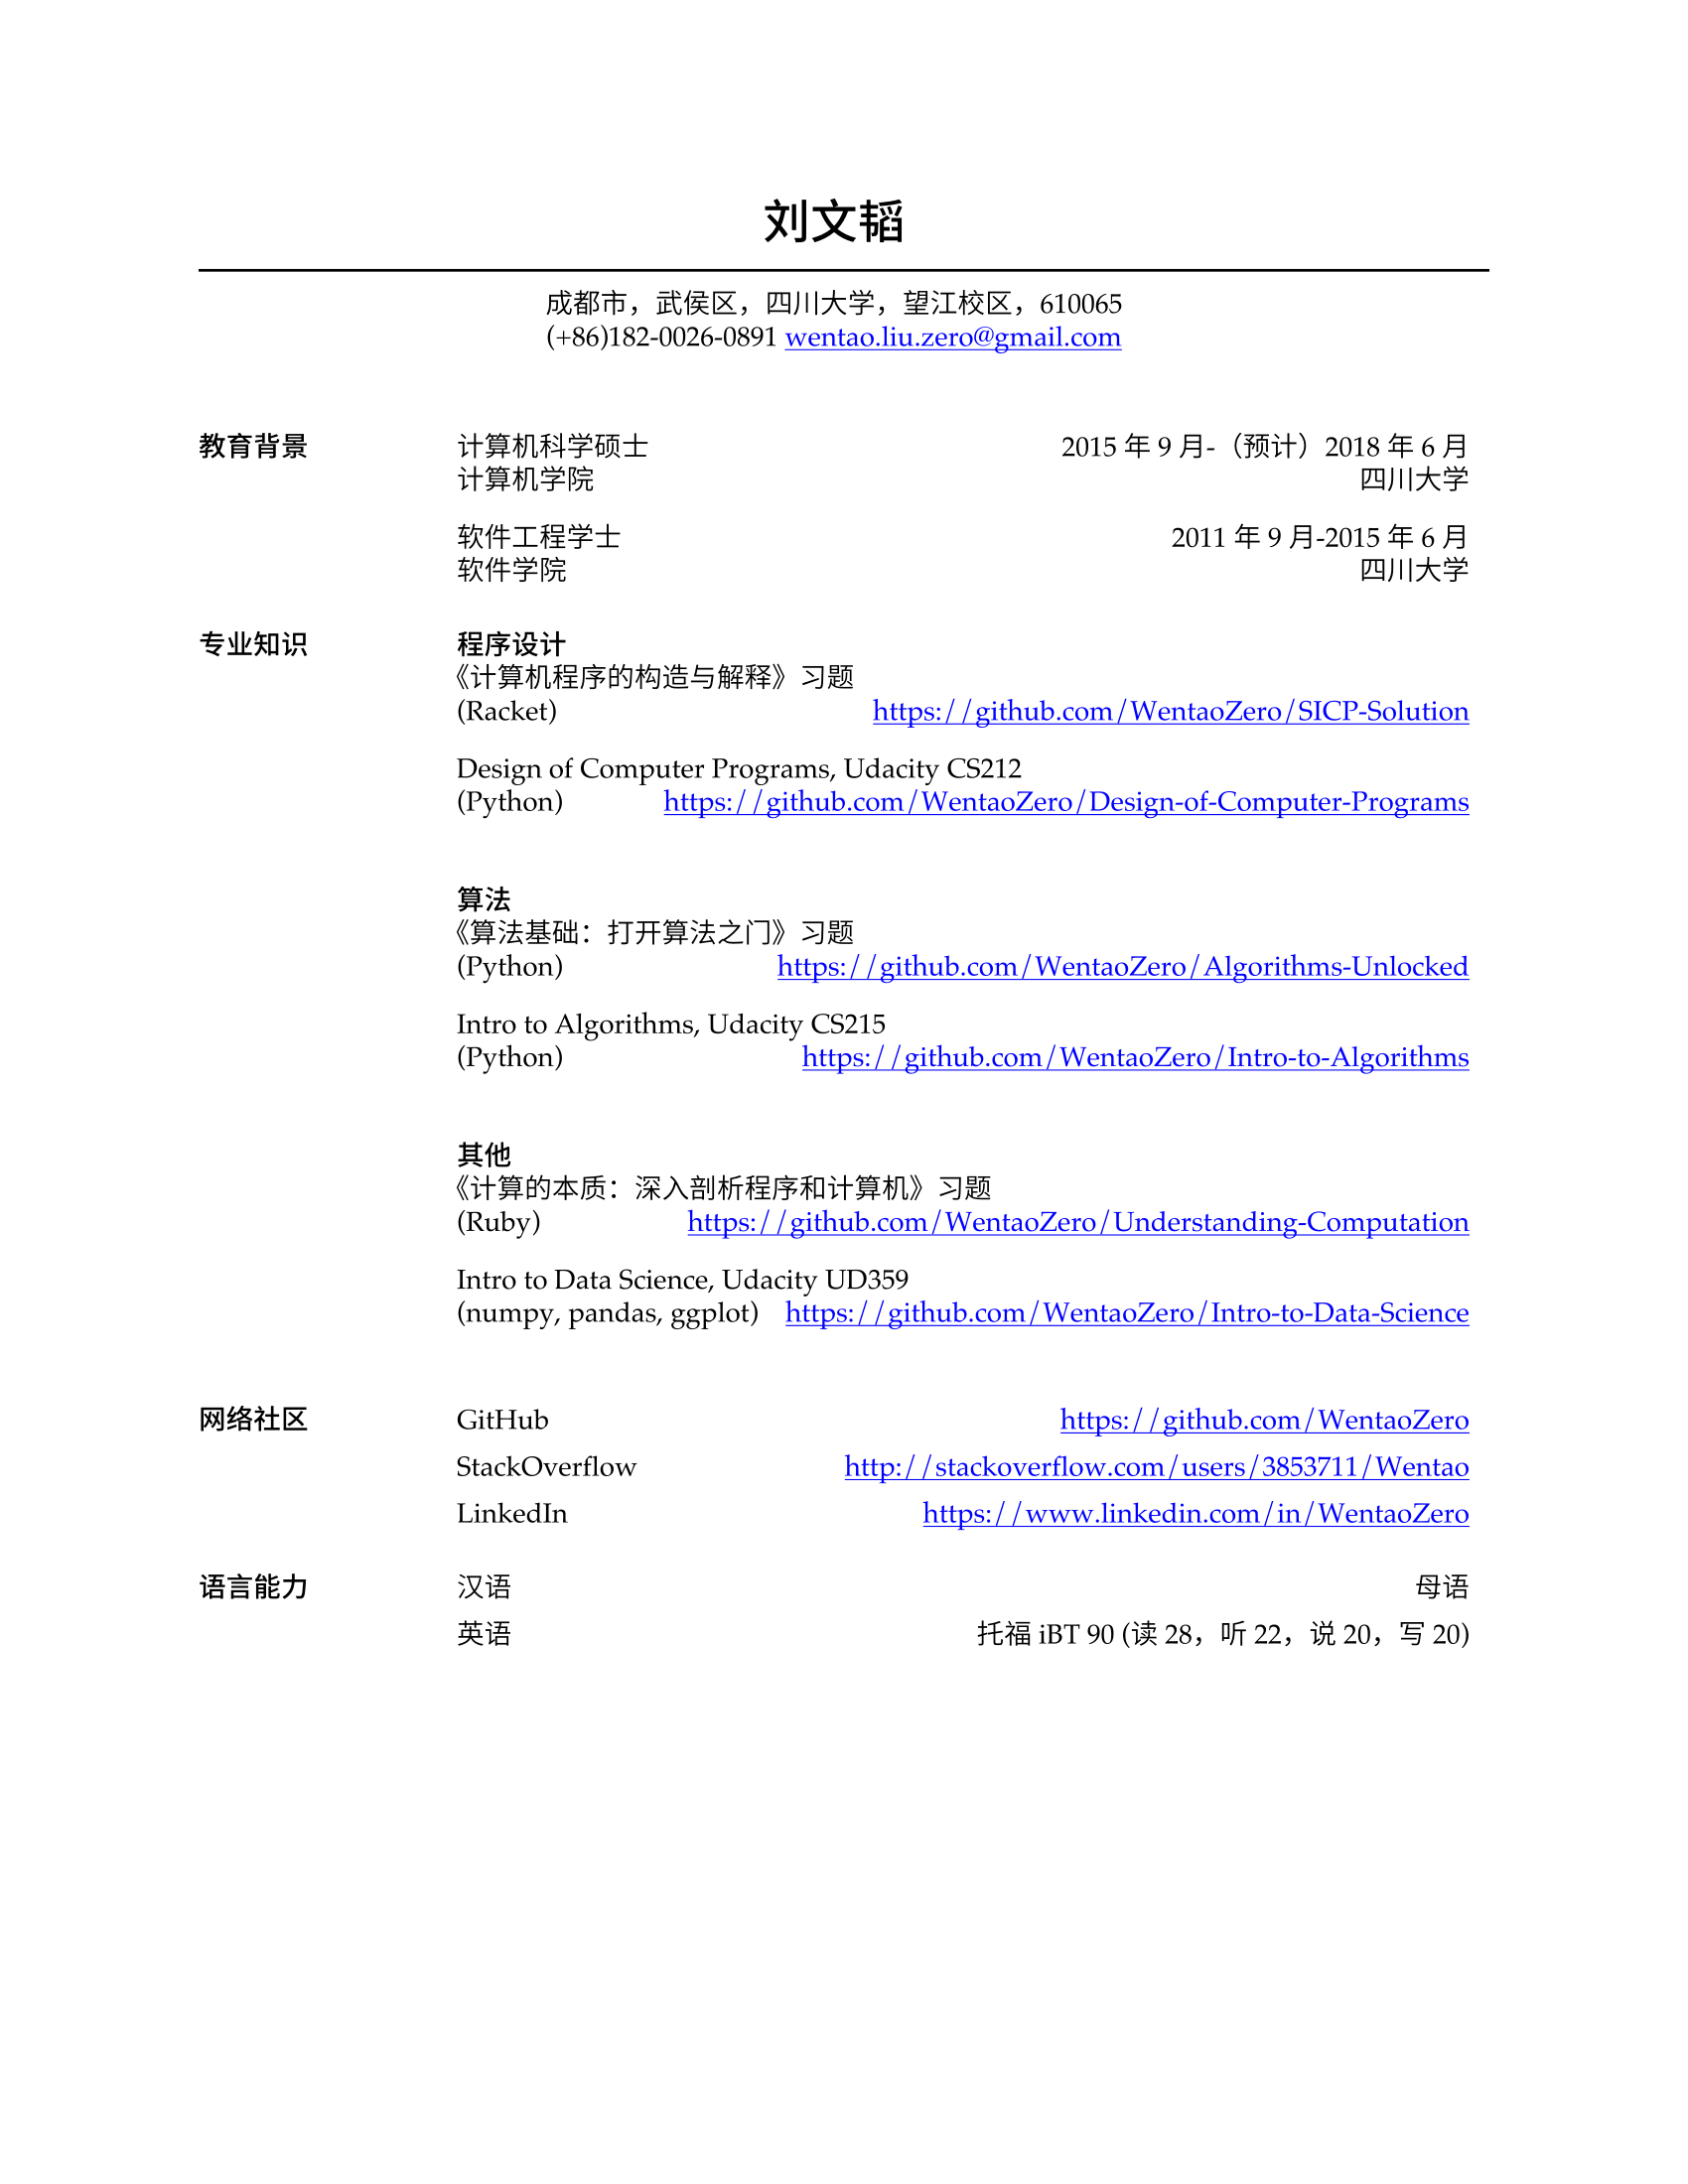 刘文韬
成都市，武侯区，四川大学，望江校区，610065
(+86)182-0026-0891 wentao.liu.zero@gmail.com
教育背景 计算机科学硕士 2015 年 9 月-（预计）2018 年 6 月
计算机学院 四川大学
软件工程学士 2011 年 9 月-2015 年 6 月
软件学院 四川大学
专业知识 程序设计
《计算机程序的构造与解释》习题
(Racket) https://github.com/WentaoZero/SICP-Solution
Design of Computer Programs, Udacity CS212
(Python) https://github.com/WentaoZero/Design-of-Computer-Programs
算法
《算法基础：打开算法之门》习题
(Python) https://github.com/WentaoZero/Algorithms-Unlocked
Intro to Algorithms, Udacity CS215
(Python) https://github.com/WentaoZero/Intro-to-Algorithms
其他
《计算的本质：深入剖析程序和计算机》习题
(Ruby) https://github.com/WentaoZero/Understanding-Computation
Intro to Data Science, Udacity UD359
(numpy, pandas, ggplot) https://github.com/WentaoZero/Intro-to-Data-Science
网络社区 GitHub https://github.com/WentaoZero
StackOverflow http://stackoverflow.com/users/3853711/Wentao
LinkedIn https://www.linkedin.com/in/WentaoZero
语言能力 汉语 母语
英语 托福 iBT 90 (读 28，听 22，说 20，写 20)